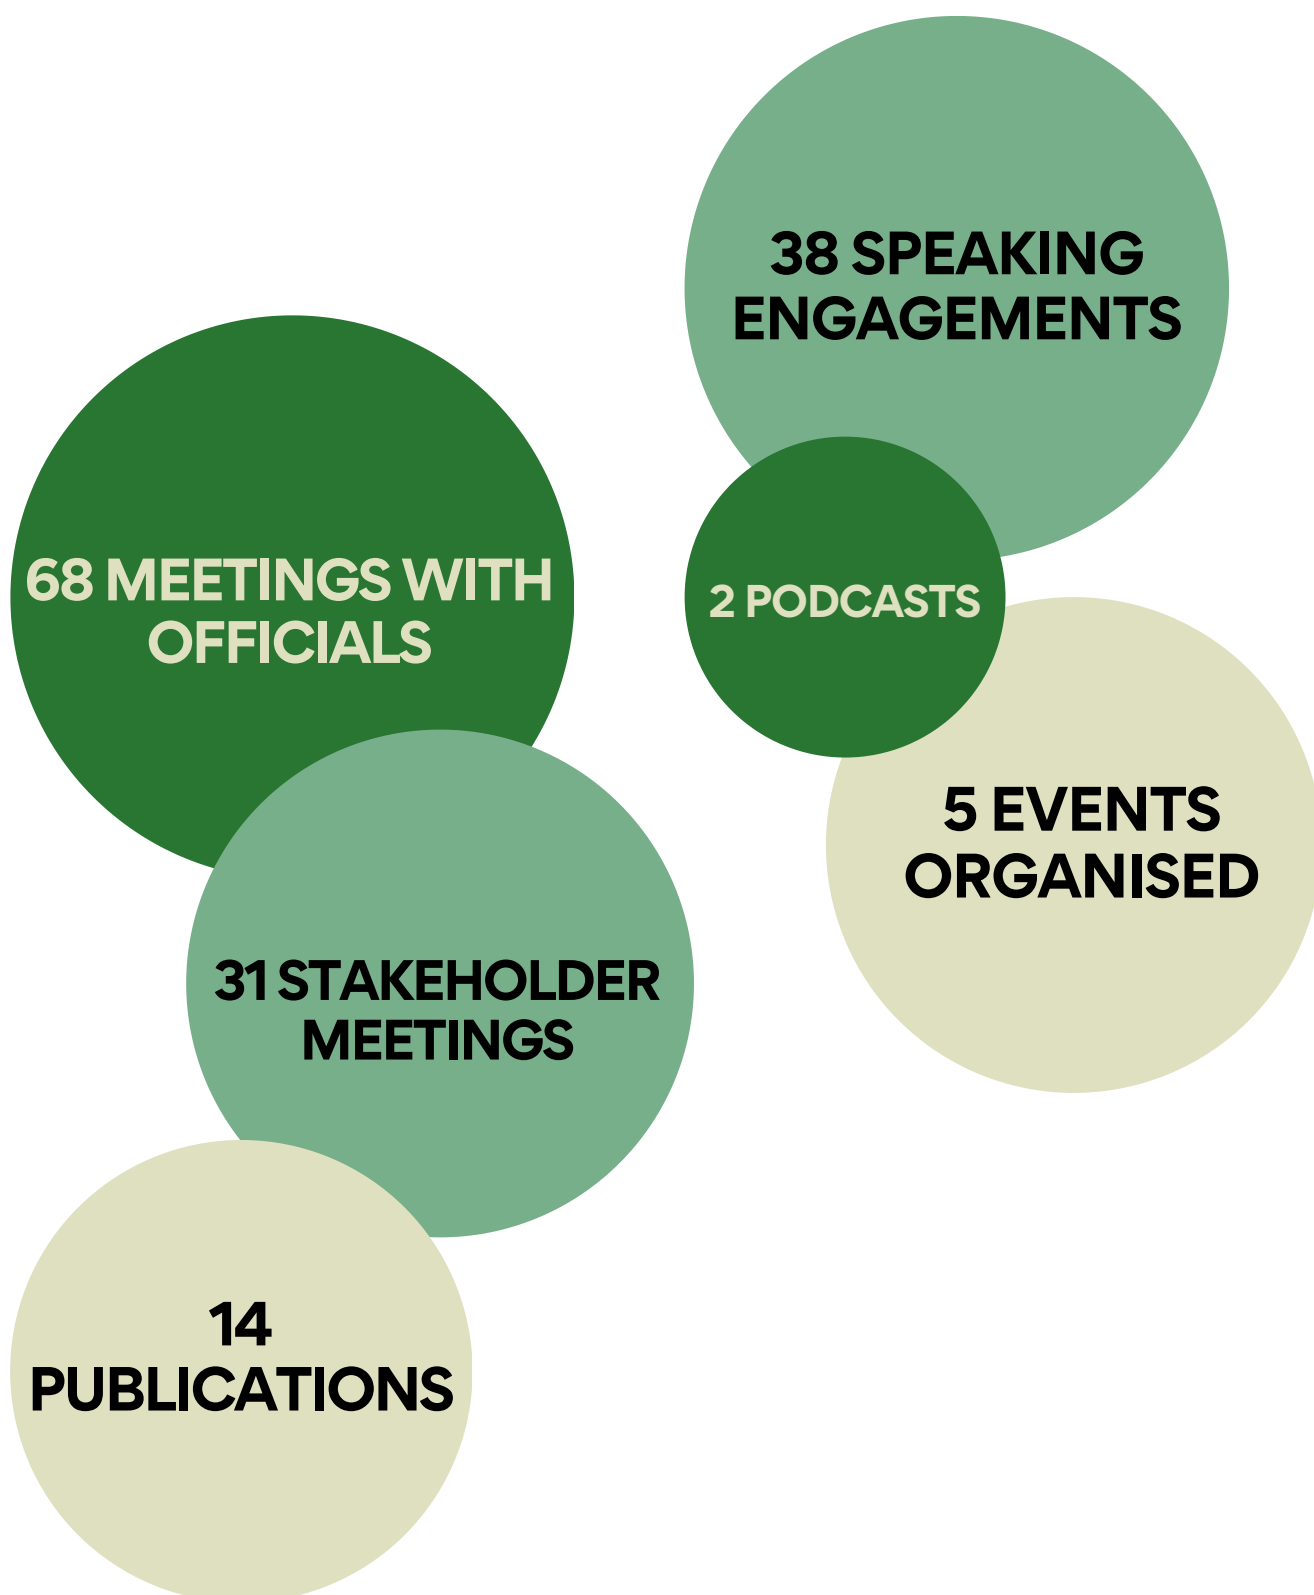 38 SPEAKING
ENGAGEMENTS
68 MEETINGS WITH
OFFICIALS
2 PODCASTS
5 EVENTS
ORGANISED
31 STAKEHOLDER
MEETINGS
14
PUBLICATIONS